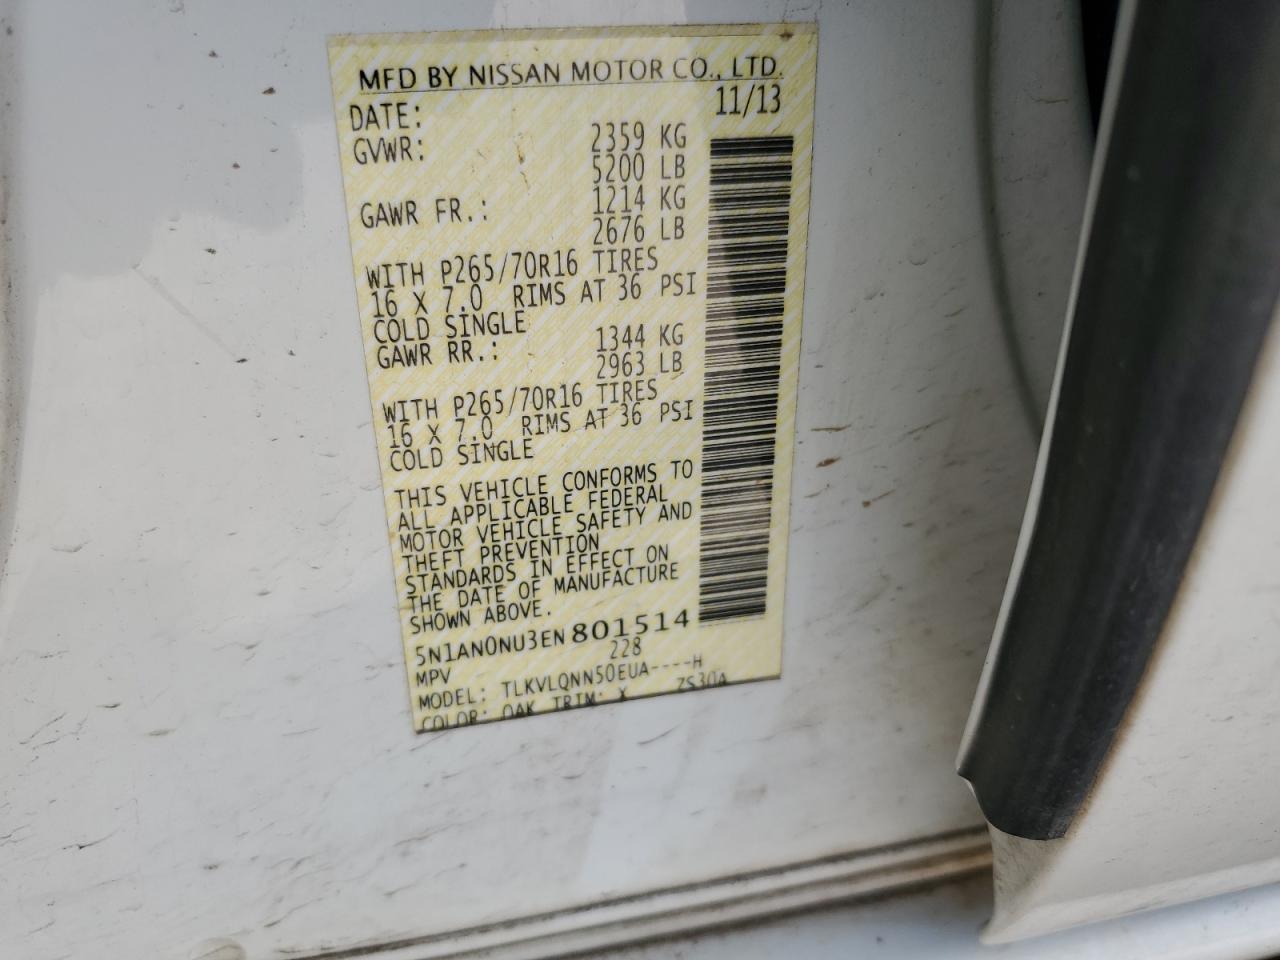 MFD BY NISSAN MOTOR CO., LTD.
DATE: 11/13
GVWR: 2359 KG
5200 LB
GAWR FR.: 1214 KG
2676 LB
WITH P265/70R16 TIRES
16 X 7.0 RIMS AT 36 PSI
COLD SINGLE
GAWR RR.: 1344 KG
2963 LB
WITH P265/70R16 TIRES
16 X 7.0 RIMS AT 36 PSI
COLD SINGLE
THIS VEHICLE CONFORMS TO
ALL APPLICABLE FEDERAL
MOTOR VEHICLE SAFETY AND
THEFT PREVENTION
STANDARDS IN EFFECT ON
THE DATE OF MANUFACTURE
SHOWN ABOVE.
5N1AN0NU3EN801514
MPV 228
MODEL: TLKVLQNN50EUA----H
COLOR: QAK TRIM: X ZS30A